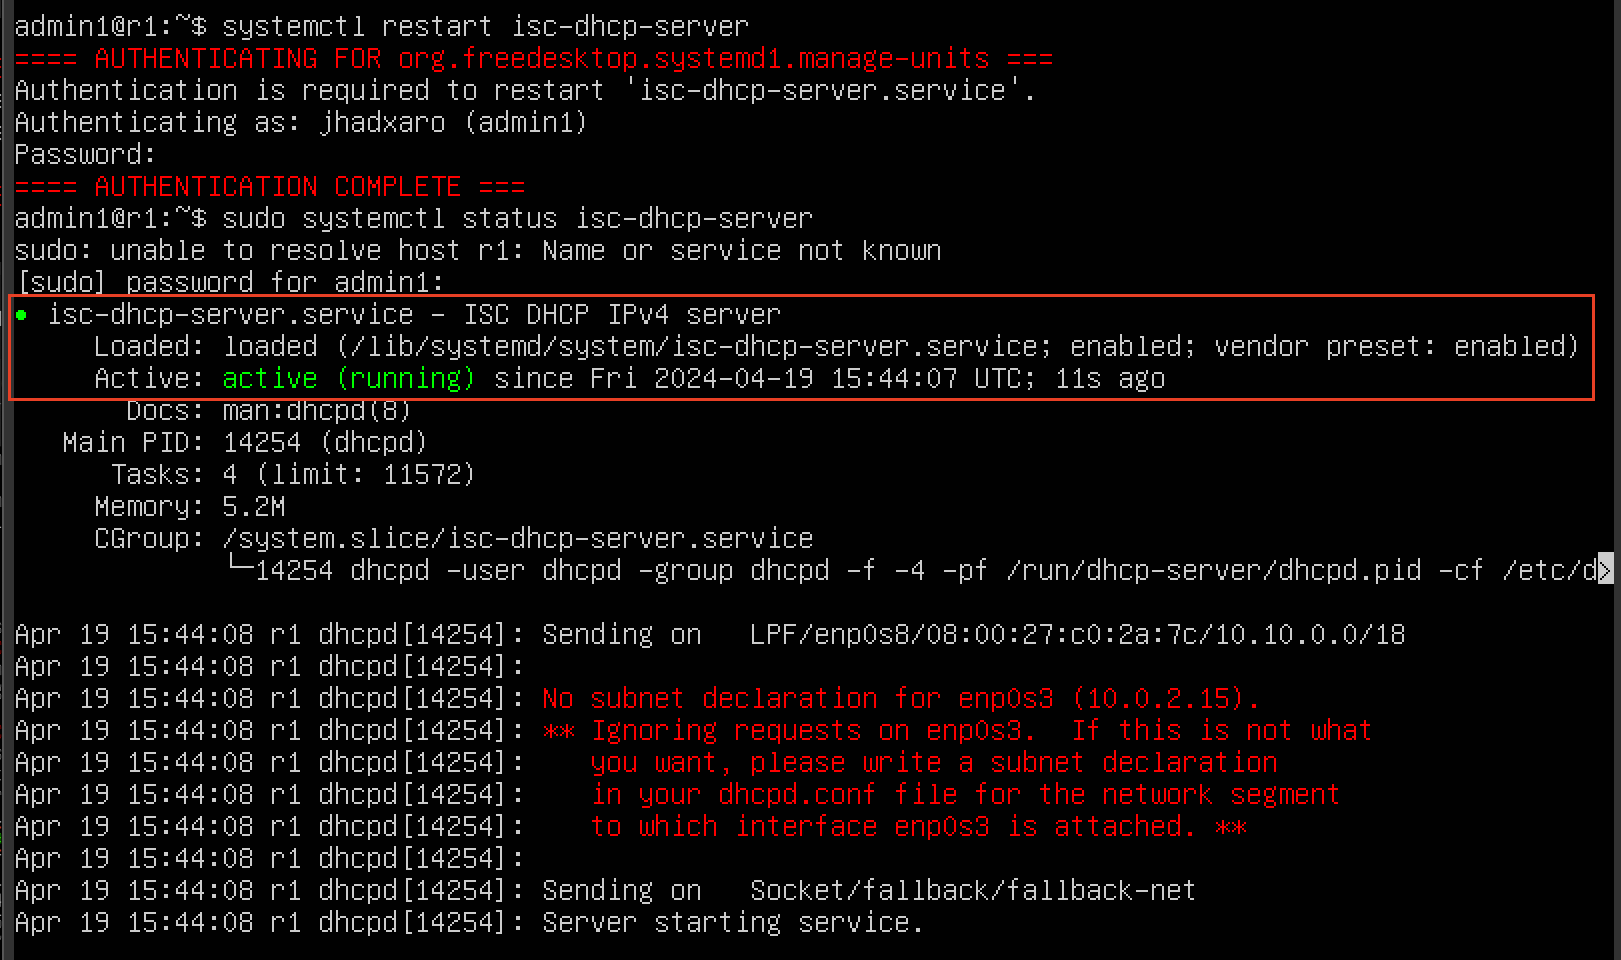 admin1@r1:~$ systemctl restart isc-dhcp-server
==== AUTHENTICATING FOR org.freedesktop.systemd1.manage-units ===
Authentication is required to restart 'isc-dhcp-server.service'.
Authenticating as: jhadxaro (admin1)
Password:
==== AUTHENTICATION COMPLETE ===
admin1@r1:~$ sudo systemctl status isc-dhcp-server
sudo: unable to resolve host r1: Name or service not known
[sudo] password for admin1:
● isc-dhcp-server.service - ISC DHCP IPv4 server
     Loaded: loaded (/lib/systemd/system/isc-dhcp-server.service; enabled; vendor preset: enabled)
     Active: active (running) since Fri 2024-04-19 15:44:07 UTC; 11s ago
       Docs: man:dhcpd(8)
   Main PID: 14254 (dhcpd)
      Tasks: 4 (limit: 11572)
     Memory: 5.2M
     CGroup: /system.slice/isc-dhcp-server.service
             └─14254 dhcpd -user dhcpd -group dhcpd -f -4 -pf /run/dhcp-server/dhcpd.pid -cf /etc/d>
Apr 19 15:44:08 r1 dhcpd[14254]: Sending on   LPF/enp0s8/08:00:27:c0:2a:7c/10.10.0.0/18
Apr 19 15:44:08 r1 dhcpd[14254]:
Apr 19 15:44:08 r1 dhcpd[14254]: No subnet declaration for enp0s3 (10.0.2.15).
Apr 19 15:44:08 r1 dhcpd[14254]: ** Ignoring requests on enp0s3.  If this is not what
Apr 19 15:44:08 r1 dhcpd[14254]:    you want, please write a subnet declaration
Apr 19 15:44:08 r1 dhcpd[14254]:    in your dhcpd.conf file for the network segment
Apr 19 15:44:08 r1 dhcpd[14254]:    to which interface enp0s3 is attached. **
Apr 19 15:44:08 r1 dhcpd[14254]:
Apr 19 15:44:08 r1 dhcpd[14254]: Sending on   Socket/fallback/fallback-net
Apr 19 15:44:08 r1 dhcpd[14254]: Server starting service.